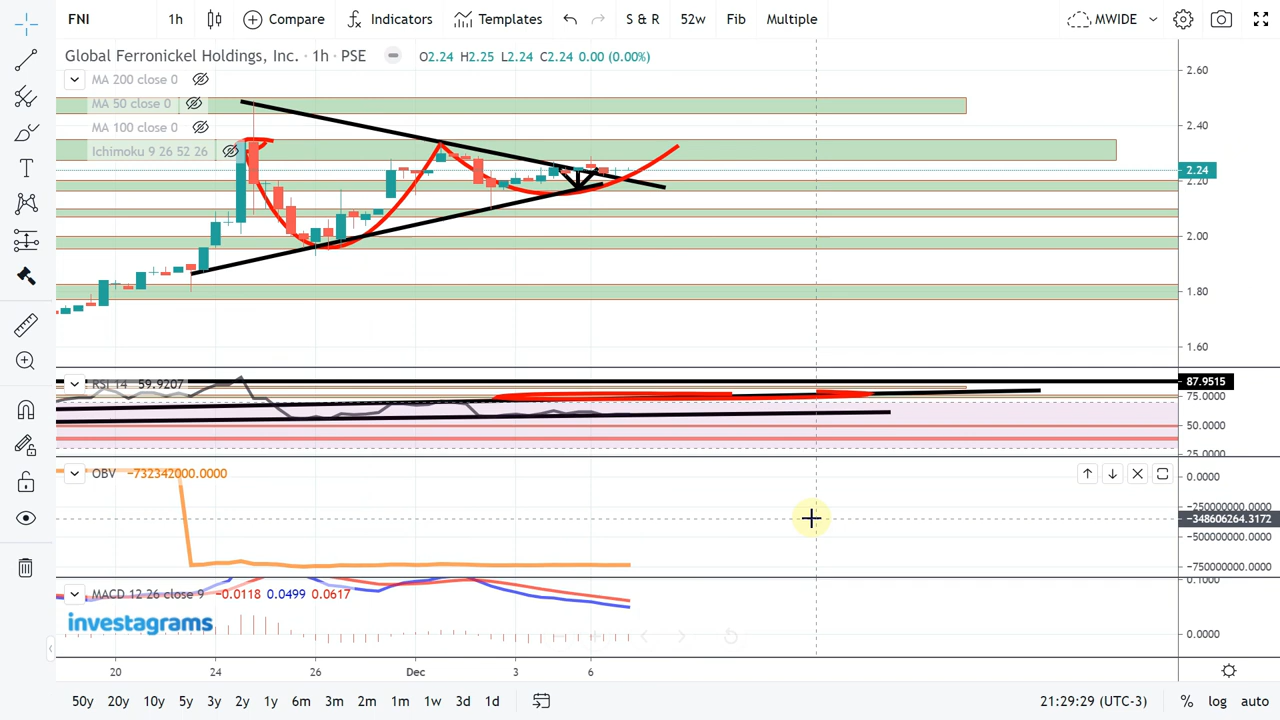 FNI 1h Compare Indicators Templates S & R 52w Fib Multiple MWIDE
Global Ferronickel Holdings, Inc. · 1h · PSE O2.24 H2.25 L2.24 C2.24 0.00 (0.00%)
MA 200 close 0
MA 50 close 0
MA 100 close 0
Ichimoku 9 26 52 26
2.60
2.40
2.24
2.20
2.00
1.80
1.60
RSI 14 59.9207
87.9515
75.0000
50.0000
25.0000
OBV −732342000.0000
0.0000
−250000000.0000
−348606264.3172
−500000000.0000
−750000000.0000
MACD 12 26 close 9 −0.0118 0.0499 0.0617
0.1000
investagrams
0.0000
20 24 26 Dec 3 6
50y 20y 10y 5y 3y 2y 1y 6m 3m 2m 1m 1w 3d 1d 21:29:29 (UTC-3) % log auto